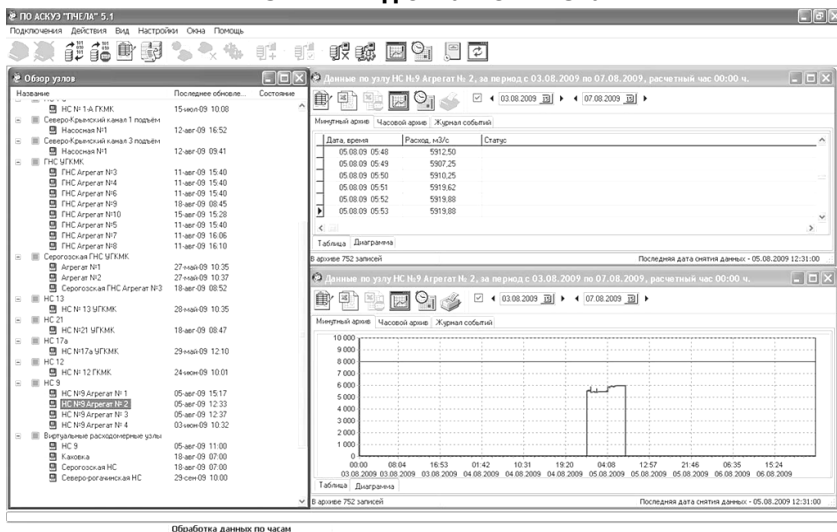 ПО АСКУЭ "ПЧЕЛА" 5.1
Подключения Действия Вид Настройки Окна Помощь
Обзор узлов
Название Последнее обновле... Состояние
НС № 1-А ГКМК 15-июл-09 10:08
Северо-Крымский канал 1 подъём
Насосная №1 12-авг-09 16:52
Северо-Крымский канал 3 подъём
Насосная №1 12-авг-09 09:41
ГНС УГКМК
ГНС Агрегат №3 11-авг-09 15:40
ГНС Агрегат №4 11-авг-09 15:40
ГНС Агрегат №6 11-авг-09 15:40
ГНС Агрегат №9 18-авг-09 08:45
ГНС Агрегат №10 15-авг-09 15:28
ГНС Агрегат №5 11-авг-09 15:40
ГНС Агрегат №7 11-авг-09 16:06
ГНС Агрегат №8 11-авг-09 16:10
Серогозская ГНС УГКМК
Агрегат №1 27-май-09 10:35
Агрегат №2 27-май-09 10:37
Серогозская ГНС Агрегат №3 18-авг-09 08:52
НС 13
НС № 13 УГКМК 28-май-09 10:35
НС 21
НС №21 УГКМК 18-авг-09 08:47
НС 17а
НС №17а УГКМК 29-май-09 12:10
НС 12
НС № 12 ГКМК 24-июн-09 10:01
НС 9
НС №9 Агрегат № 1 05-авг-09 15:17
НС №9 Агрегат № 2 05-авг-09 12:33
НС №9 Агрегат № 3 05-авг-09 12:37
НС №9 Агрегат № 4 03-июн-09 10:32
Виртуальные расходомерные узлы
НС 9 05-авг-09 11:00
Каховка 18-авг-09 07:00
Серогозская НС 18-авг-09 07:00
Северо-рогачинская НС 29-сен-09 10:00
Данные по узлу НС №9 Агрегат № 2, за период с 03.08.2009 по 07.08.2009, расчетный час 00:00 ч.
03.08.2009 07.08.2009
Минутный архив Часовой архив Журнал событий
Дата, время Расход, м3/с Статус
05.08.09 05:48 5912,50
05.08.09 05:49 5907,25
05.08.09 05:50 5910,25
05.08.09 05:51 5919,62
05.08.09 05:52 5919,88
05.08.09 05:53 5919,88
Таблица Диаграмма
В архиве 752 записей Последняя дата снятия данных - 05.08.2009 12:31:00
Данные по узлу НС №9 Агрегат № 2, за период с 03.08.2009 по 07.08.2009, расчетный час 00:00 ч.
03.08.2009 07.08.2009
Минутный архив Часовой архив Журнал событий
10 000
9 000
8 000
7 000
6 000
5 000
4 000
3 000
2 000
1 000
0
00:00 08:04 16:53 01:42 10:31 19:20 04:08 12:57 21:46 06:35 15:24
03.08.2009 03.08.2009 03.08.2009 04.08.2009 04.08.2009 04.08.2009 05.08.2009 05.08.2009 05.08.2009 06.08.2009 06.08.2009
Таблица Диаграмма
В архиве 752 записей Последняя дата снятия данных - 05.08.2009 12:31:00
Обработка данных по часам